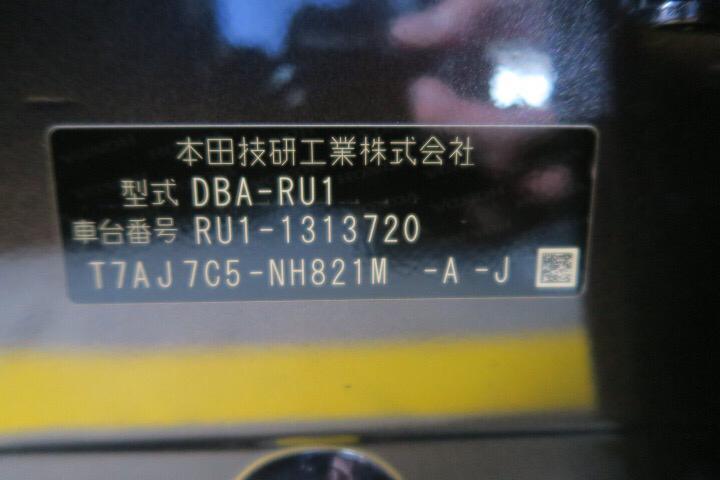 本田技研工業株式会社
型式 DBA-RU1
車台番号 RU1-1313720
T7AJ7C5-NH821M -A -J